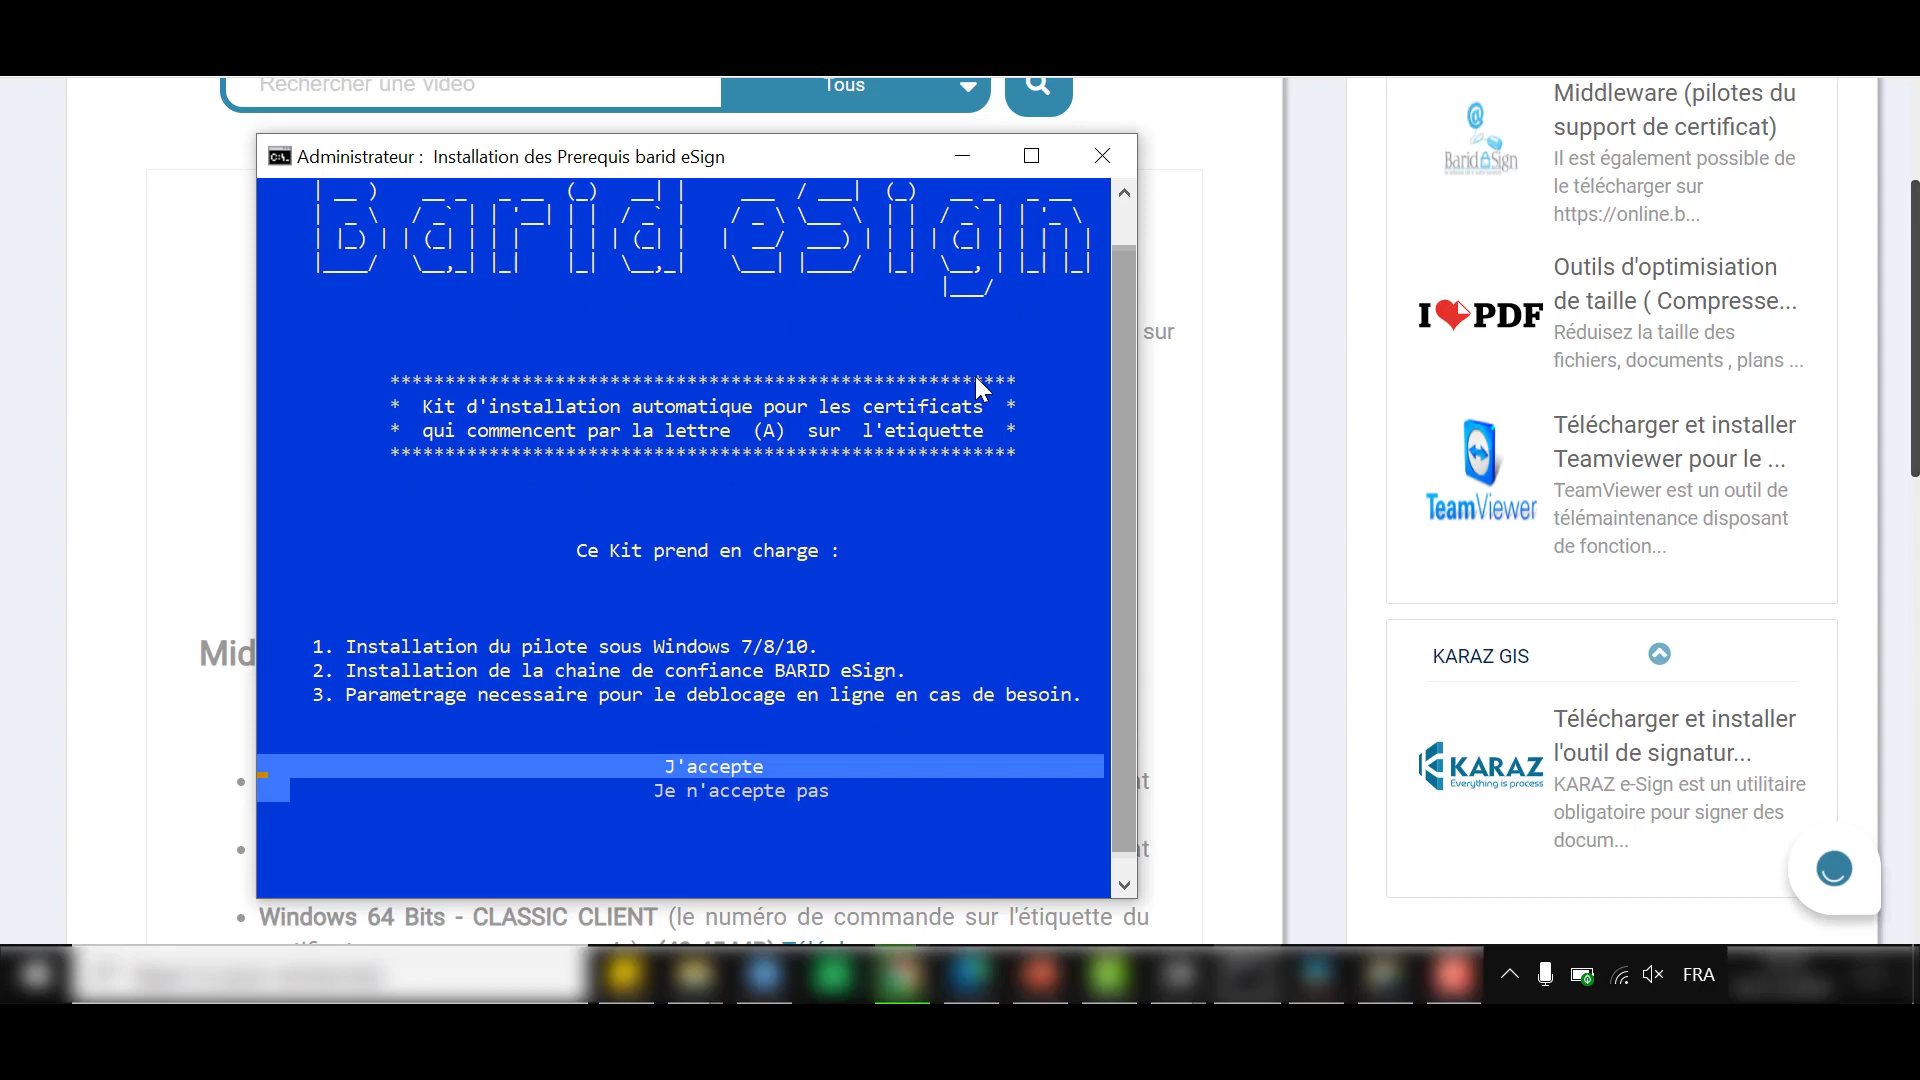 Rechercher une vidéo
Tous
Administrateur :  Installation des Prerequis barid eSign
Barid eSign
*********************************************************
*  Kit d'installation automatique pour les certificats  *
*  qui commencent par la lettre  (A)  sur  l'etiquette  *
*********************************************************
Ce Kit prend en charge :
1. Installation du pilote sous Windows 7/8/10.
2. Installation de la chaine de confiance BARID eSign.
3. Parametrage necessaire pour le deblocage en ligne en cas de besoin.
J'accepte
Je n'accepte pas
sur
Mid
Windows 64 Bits - CLASSIC CLIENT (le numéro de commande sur l'étiquette du
Middleware (pilotes du
support de certificat)
Il est également possible de
le télécharger sur
https://online.b...
Barid eSign
Outils d'optimisiation
de taille ( Compresse...
Réduisez la taille des
fichiers, documents , plans ...
I PDF
Télécharger et installer
Teamviewer pour le ...
TeamViewer est un outil de
télémaintenance disposant
de fonction...
TeamViewer
KARAZ GIS
Télécharger et installer
l'outil de signatur...
KARAZ e-Sign est un utilitaire
obligatoire pour signer des
docum...
KARAZ
Everything is process
FRA